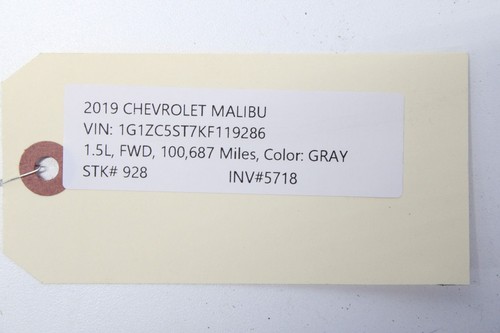 2019 CHEVROLET MALIBU
VIN: 1G1ZC5ST7KF119286
1.5L, FWD, 100,687 Miles, Color: GRAY
STK# 928 INV#5718